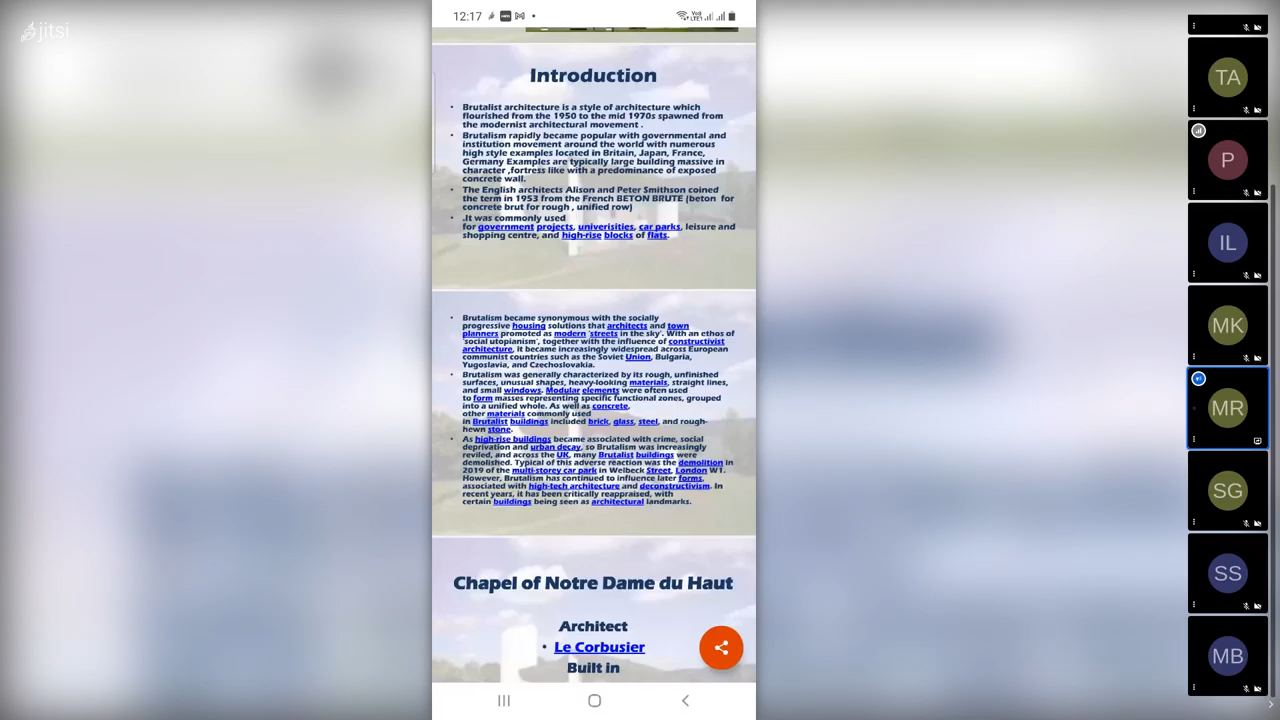 jitsi
12:17
Vo))
LTE1
Introduction
• Brutalist architecture is a style of architecture which
flourished from the 1950 to the mid 1970s spawned from
the modernist architectural movement .
• Brutalism rapidly became popular with governmental and
institution movement around the world with numerous
high style examples located in Britain, Japan, France,
Germany Examples are typically large building massive in
character ,fortress like with a predominance of exposed
concrete wall.
• The English architects Alison and Peter Smithson coined
the term in 1953 from the French BETON BRUTE (beton for
concrete brut for rough , unified row)
• .It was commonly used
for government projects, univerisities, car parks, leisure and
shopping centre, and high-rise blocks of flats.
• Brutalism became synonymous with the socially
progressive housing solutions that architects and town
planners promoted as modern 'streets in the sky'. With an ethos of
'social utopianism', together with the influence of constructivist
architecture, it became increasingly widespread across European
communist countries such as the Soviet Union, Bulgaria,
Yugoslavia, and Czechoslovakia.
• Brutalism was generally characterized by its rough, unfinished
surfaces, unusual shapes, heavy-looking materials, straight lines,
and small windows. Modular elements were often used
to form masses representing specific functional zones, grouped
into a unified whole. As well as concrete,
other materials commonly used
in Brutalist buildings included brick, glass, steel, and rough-
hewn stone.
• As high-rise buildings became associated with crime, social
deprivation and urban decay, so Brutalism was increasingly
reviled, and across the UK, many Brutalist buildings were
demolished. Typical of this adverse reaction was the demolition in
2019 of the multi-storey car park in Welbeck Street, London W1.
However, Brutalism has continued to influence later forms,
associated with high-tech architecture and deconstructivism. In
recent years, it has been critically reappraised, with
certain buildings being seen as architectural landmarks.
Chapel of Notre Dame du Haut
Architect
• Le Corbusier
Built in
TA
P
IL
MK
MR
SG
SS
MB